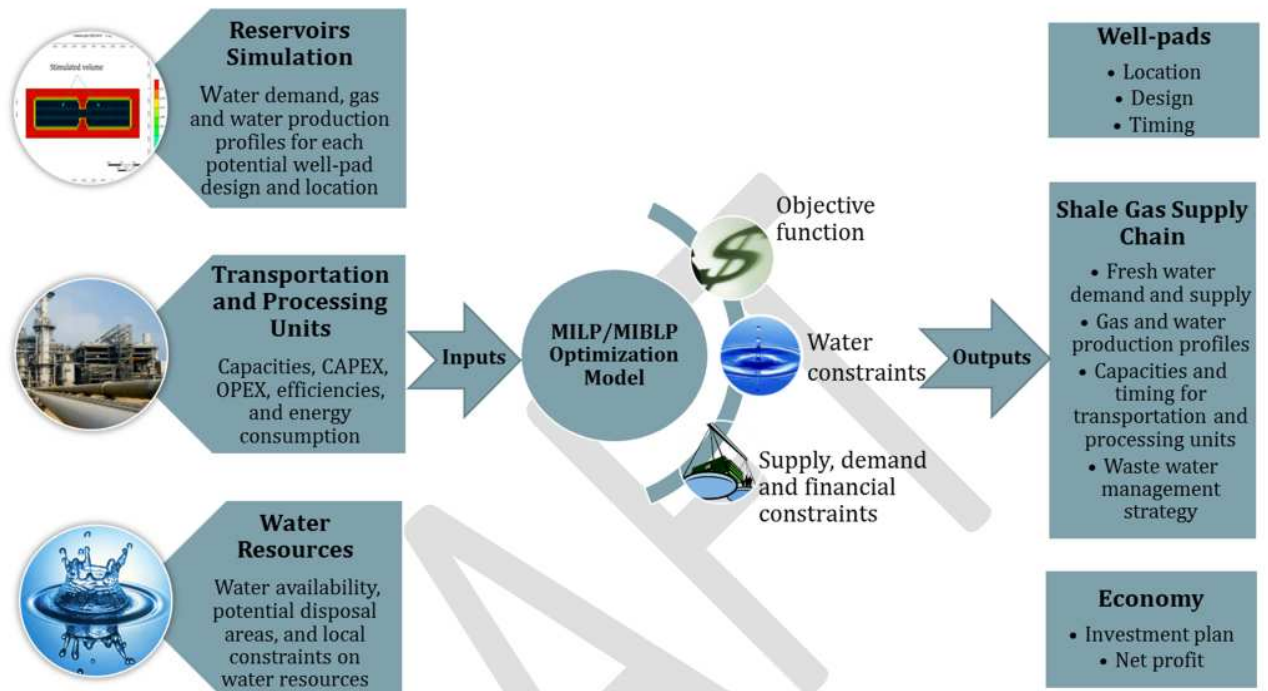 Reservoirs
Simulation
Water demand, gas
and water production
profiles for each
potential well-pad
design and location
Stimulated volume
Transportation
and Processing
Units
Capacities, CAPEX,
OPEX, efficiencies,
and energy
consumption
Water
Resources
Water availability,
potential disposal
areas, and local
constraints on
water resources
Inputs
MILP/MIBLP
Optimization
Model
Objective
function
Water
constraints
Supply, demand
and financial
constraints
Outputs
Well-pads
• Location
• Design
• Timing
Shale Gas Supply
Chain
• Fresh water
demand and supply
• Gas and water
production profiles
• Capacities and
timing for
transportation and
processing units
• Waste water
management
strategy
Economy
• Investment plan
• Net profit